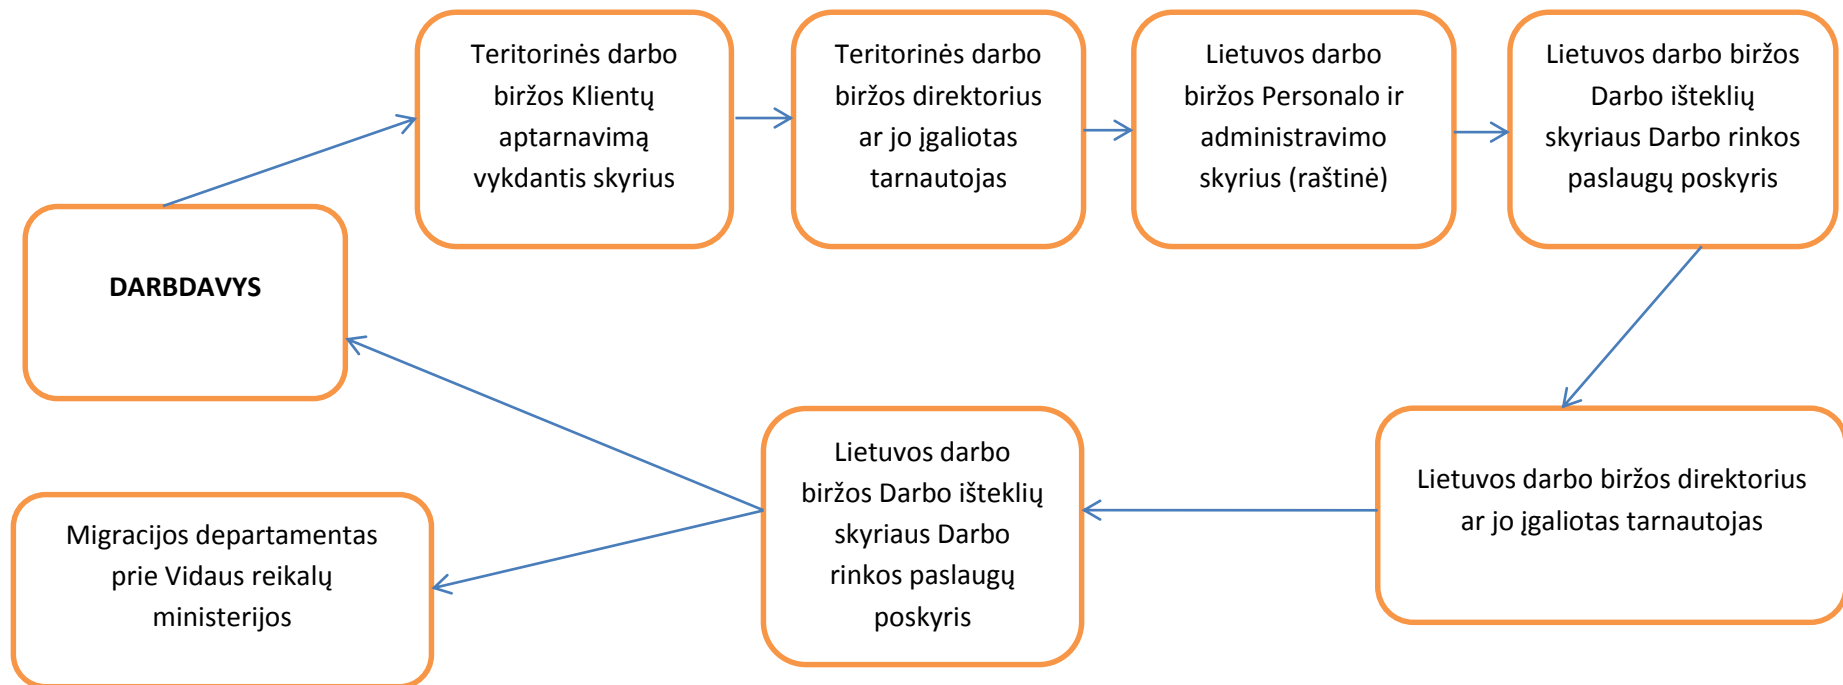 Teritorinės darbo
biržos Klientų
aptarnavimą
vykdantis skyrius
Teritorinės darbo
biržos direktorius
ar jo įgaliotas
tarnautojas
Lietuvos darbo
biržos Personalo ir
administravimo
skyrius (raštinė)
Lietuvos darbo biržos
Darbo išteklių
skyriaus Darbo rinkos
paslaugų poskyris
DARBDAVYS
Lietuvos darbo biržos direktorius
ar jo įgaliotas tarnautojas
Lietuvos darbo
biržos Darbo išteklių
skyriaus Darbo
rinkos paslaugų
poskyris
Migracijos departamentas
prie Vidaus reikalų
ministerijos